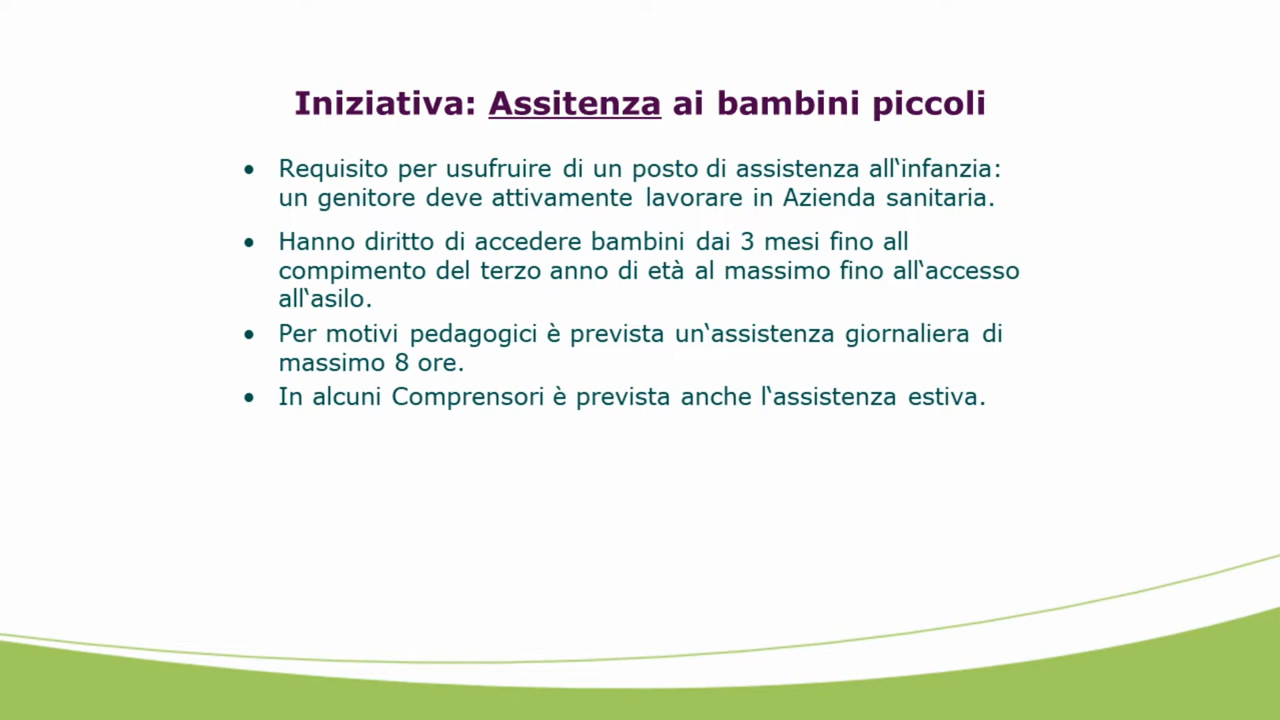 Iniziativa: Assitenza ai bambini piccoli
• Requisito per usufruire di un posto di assistenza all‘infanzia:
un genitore deve attivamente lavorare in Azienda sanitaria.
• Hanno diritto di accedere bambini dai 3 mesi fino all
compimento del terzo anno di età al massimo fino all‘accesso
all‘asilo.
• Per motivi pedagogici è prevista un‘assistenza giornaliera di
massimo 8 ore.
• In alcuni Comprensori è prevista anche l‘assistenza estiva.